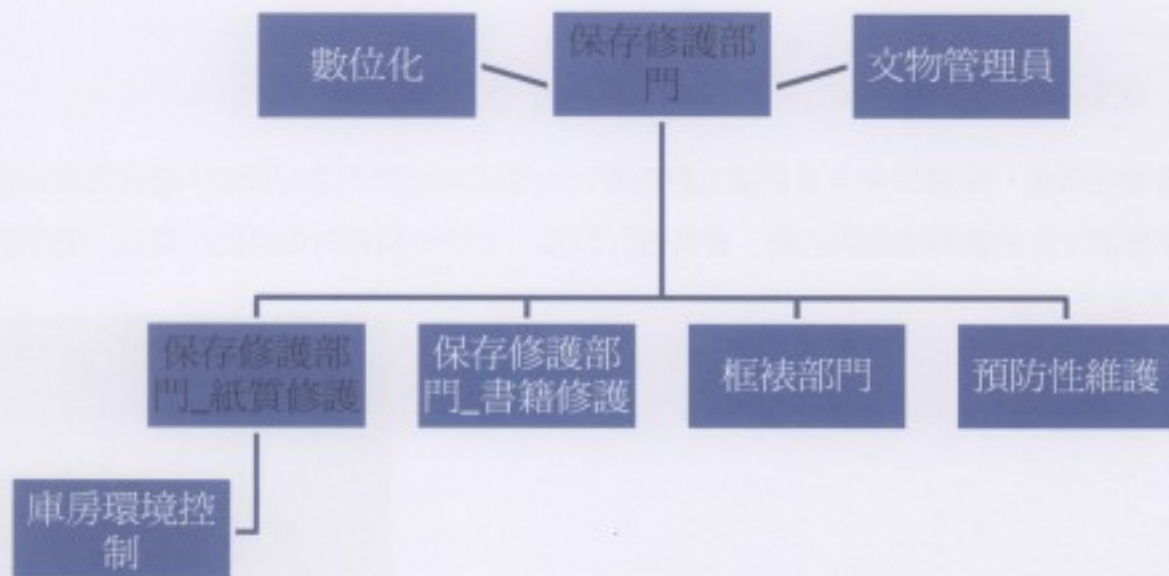 數位化
保存修護部
門
文物管理員
保存修護部
門_紙質修護
保存修護部
門_書籍修護
框裱部門
預防性維護
庫房環境控
制